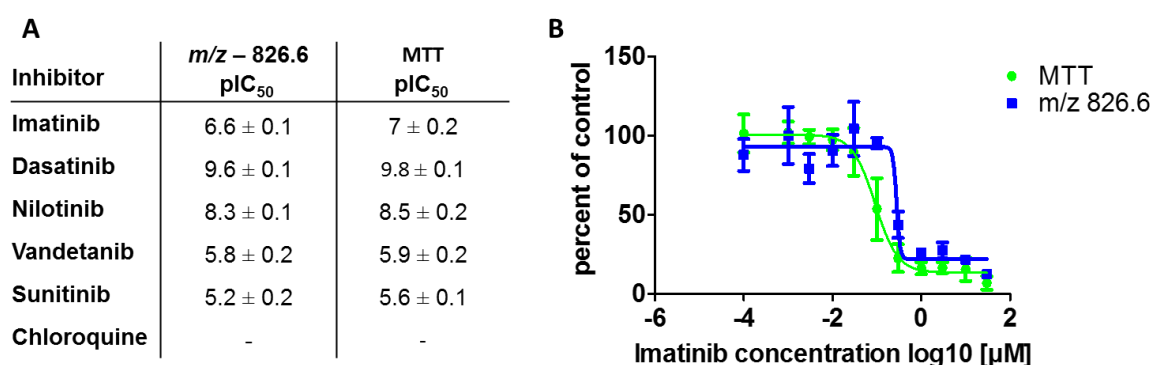 A
Inhibitor m/z – 826.6 pIC₅₀ MTT pIC₅₀
Imatinib 6.6 ± 0.1 7 ± 0.2
Dasatinib 9.6 ± 0.1 9.8 ± 0.1
Nilotinib 8.3 ± 0.1 8.5 ± 0.2
Vandetanib 5.8 ± 0.2 5.9 ± 0.2
Sunitinib 5.2 ± 0.2 5.6 ± 0.1
Chloroquine - -
B
percent of control
150
100
50
0
-6 -4 -2 0 2
Imatinib concentration log10 [µM]
MTT
m/z 826.6